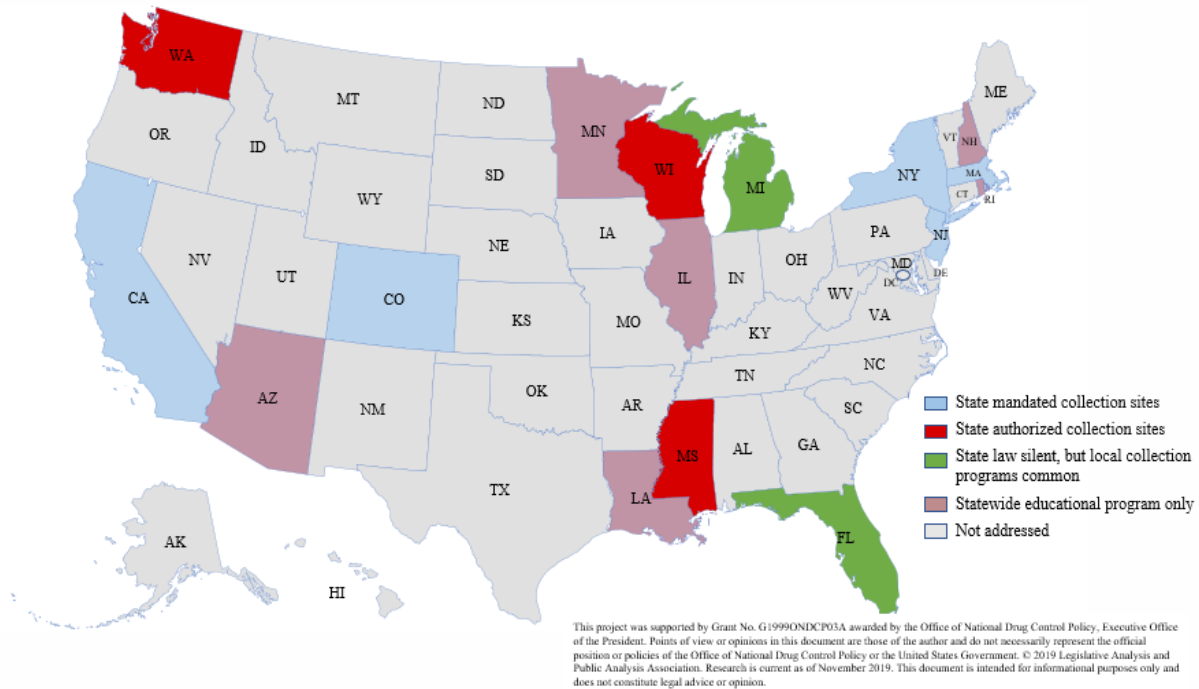 WA
MT
ND
MN
ME
OR
ID
VT
NH
WI
SD
MI
NY
MA
CT
RI
WY
IA
PA
NJ
NE
NV
OH
MD
DE
DC
UT
IL
IN
WV
CA
CO
VA
KS
MO
KY
NC
TN
AZ
OK
NM
AR
SC
MS
AL
GA
TX
LA
FL
AK
HI
State mandated collection sites
State authorized collection sites
State law silent, but local collection
programs common
Statewide educational program only
Not addressed
This project was supported by Grant No. G1999ONDCP03A awarded by the Office of National Drug Control Policy, Executive Office
of the President. Points of view or opinions in this document are those of the author and do not necessarily represent the official
position or policies of the Office of National Drug Control Policy or the United States Government. © 2019 Legislative Analysis and
Public Analysis Association. Research is current as of November 2019. This document is intended for informational purposes only and
does not constitute legal advice or opinion.